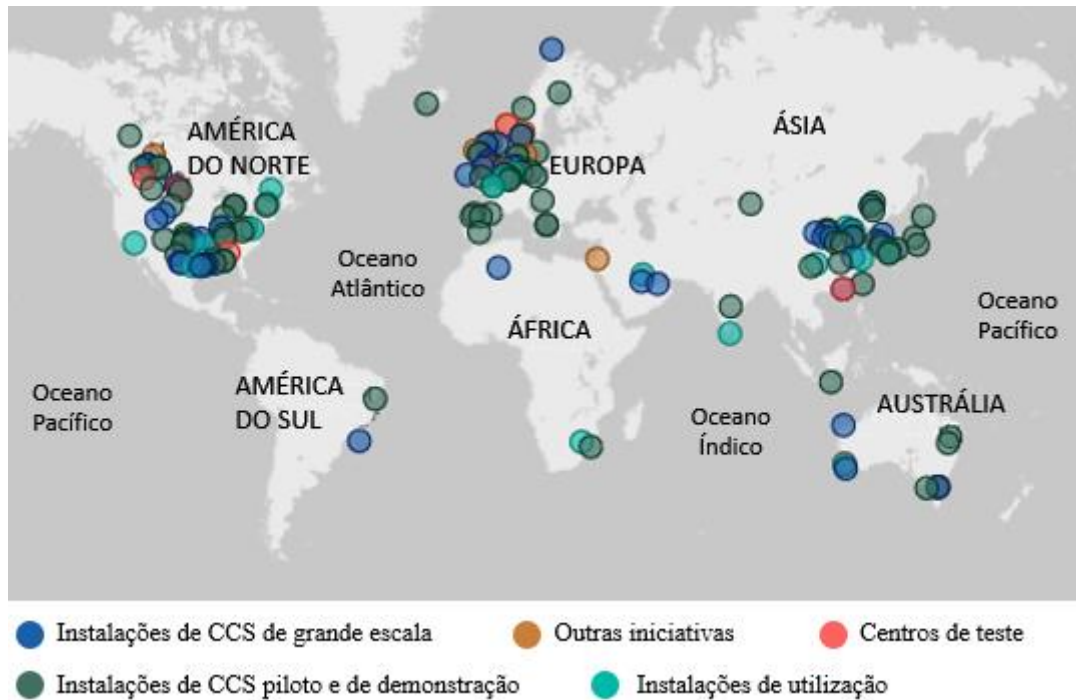 AMÉRICA
DO NORTE
EUROPA
ÁSIA
Oceano
Atlântico
ÁFRICA
Oceano
Pacífico
AMÉRICA
DO SUL
Oceano
Pacífico
Oceano
Índico
AUSTRÁLIA
Instalações de CCS de grande escala
Outras iniciativas
Centros de teste
Instalações de CCS piloto e de demonstração
Instalações de utilização